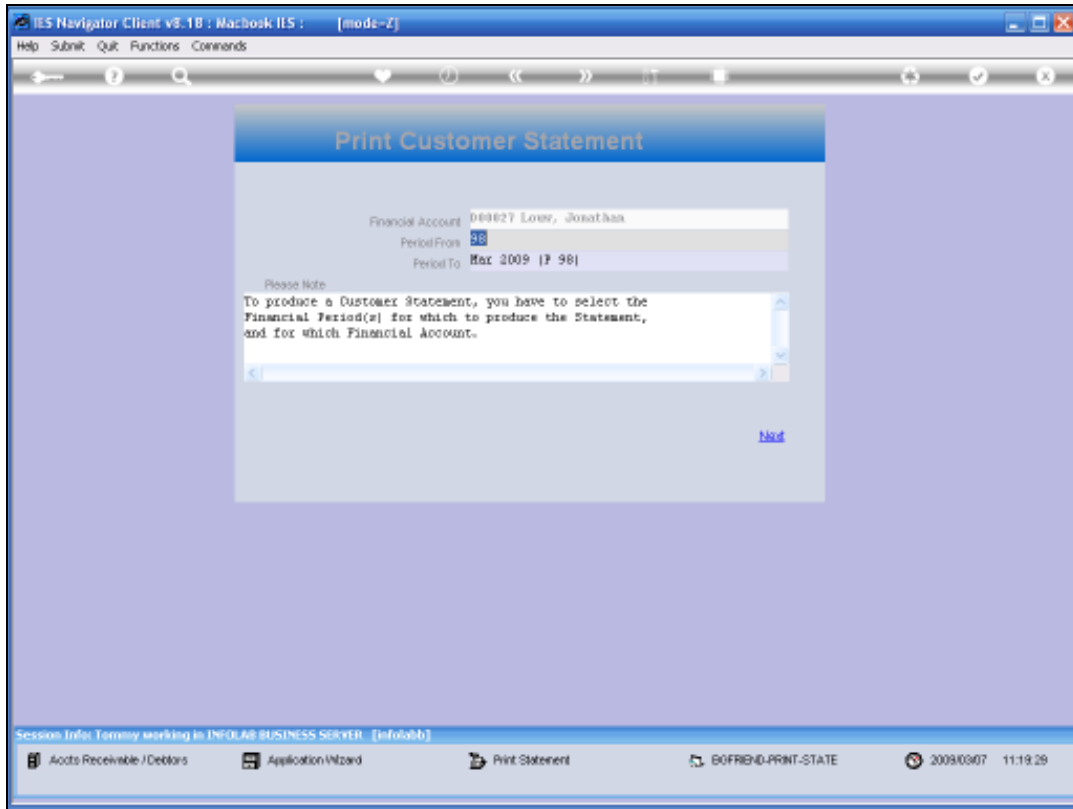 IES Navigator Client v8.18 : Macbook IES :   [mode-Z]
Help Submit Quit Functions Commands
Print Customer Statement
Financial Account D00027 Louw, Jonathan
Period From 98
Period To Mar 2009 (P 98)
Please Note
To produce a Customer Statement, you have to select the
Financial Period(s) for which to produce the Statement,
and for which Financial Account.
Next
Session Info: Tommy working in INFOLAB BUSINESS SERVER [infolabb]
Accts Receivable / Debtors Application Wizard Print Statement BOFRIEND-PRINT-STATE 2009/03/07 11:19:29